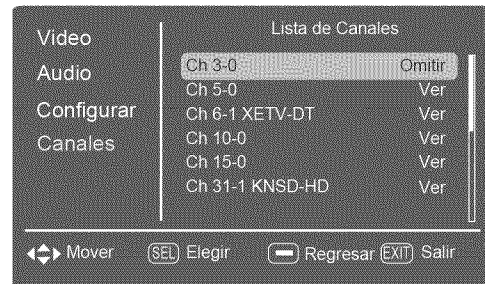 Video
Audio
Configurar
Canales
Lista de Canales
Ch 3-0 Omitir
Ch 5-0 Ver
Ch 6-1 XETV-DT Ver
Ch 10-0 Ver
Ch 15-0 Ver
Ch 31-1 KNSD-HD Ver
Mover SEL Elegir Regresar EXIT Salir